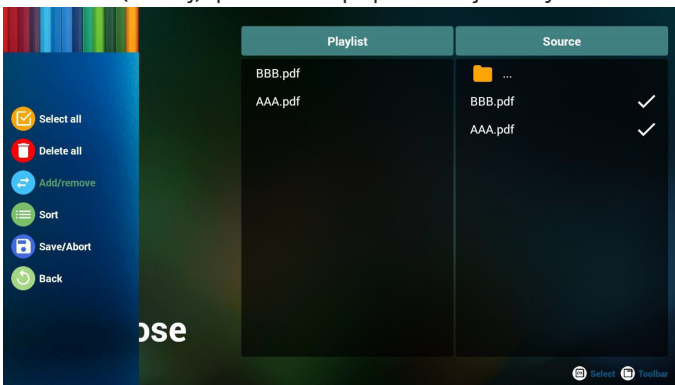 Playlist
Source
BBB.pdf
AAA.pdf
...
BBB.pdf
AAA.pdf
Select all
Delete all
Add/remove
Sort
Save/Abort
Back
ose
OK Select Toolbar